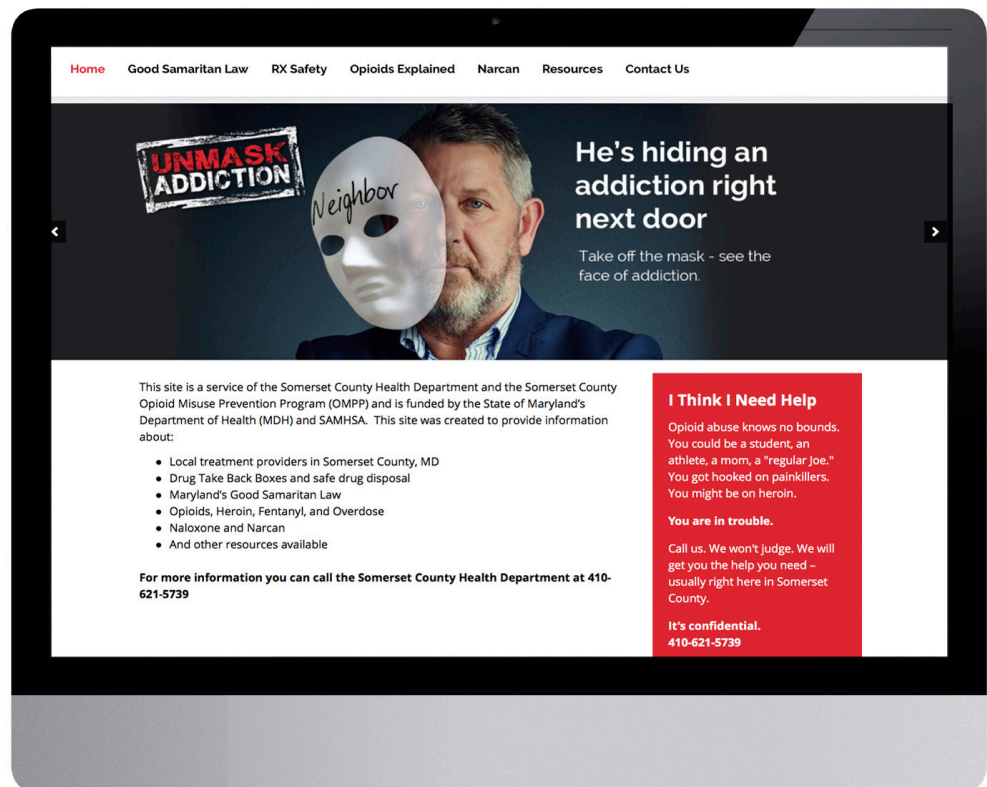 Home Good Samaritan Law RX Safety Opioids Explained Narcan Resources Contact Us
UNMASK
ADDICTION
Neighbor
He's hiding an
addiction right
next door
Take off the mask - see the
face of addiction.
This site is a service of the Somerset County Health Department and the Somerset County
Opioid Misuse Prevention Program (OMPP) and is funded by the State of Maryland's
Department of Health (MDH) and SAMHSA. This site was created to provide information
about:
• Local treatment providers in Somerset County, MD
• Drug Take Back Boxes and safe drug disposal
• Maryland's Good Samaritan Law
• Opioids, Heroin, Fentanyl, and Overdose
• Naloxone and Narcan
• And other resources available
For more information you can call the Somerset County Health Department at 410-
621-5739
I Think I Need Help
Opioid abuse knows no bounds.
You could be a student, an
athlete, a mom, a "regular Joe."
You got hooked on painkillers.
You might be on heroin.
You are in trouble.
Call us. We won't judge. We will
get you the help you need –
usually right here in Somerset
County.
It's confidential.
410-621-5739